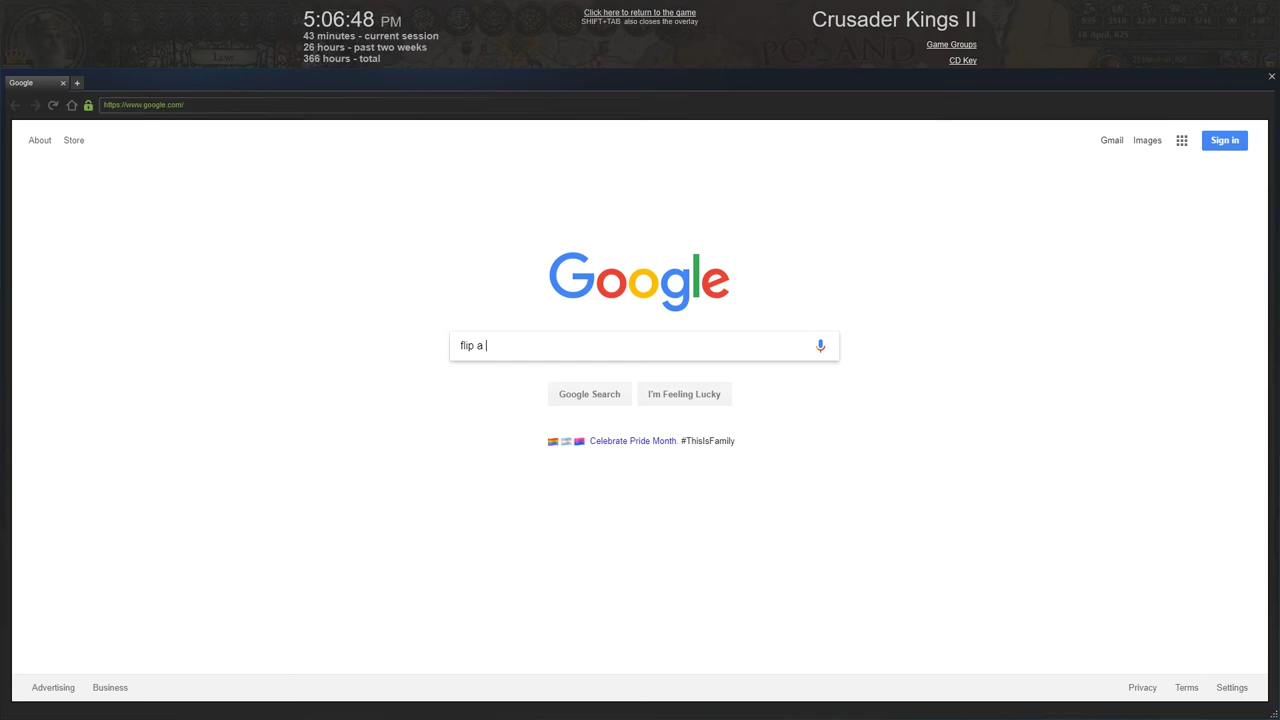 5:06:48 PM
43 minutes - current session
26 hours - past two weeks
366 hours - total
Click here to return to the game
SHIFT+TAB also closes the overlay
Crusader Kings II
Game Groups
CD Key
Google
https://www.google.com/
About Store
Gmail Images Sign in
Google
flip a
Google Search I'm Feeling Lucky
Celebrate Pride Month. #ThisIsFamily
Advertising Business
Privacy Terms Settings